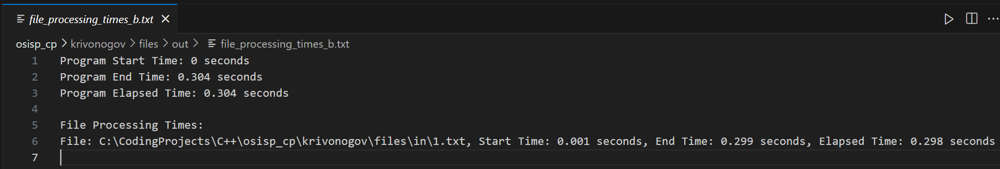 file_processing_times_b.txt
osisp_cp > krivonogov > files > out > file_processing_times_b.txt
1 Program Start Time: 0 seconds
2 Program End Time: 0.304 seconds
3 Program Elapsed Time: 0.304 seconds
4
5 File Processing Times:
6 File: C:\CodingProjects\C++\osisp_cp\krivonogov\files\in\1.txt, Start Time: 0.001 seconds, End Time: 0.299 seconds, Elapsed Time: 0.298 seconds
7